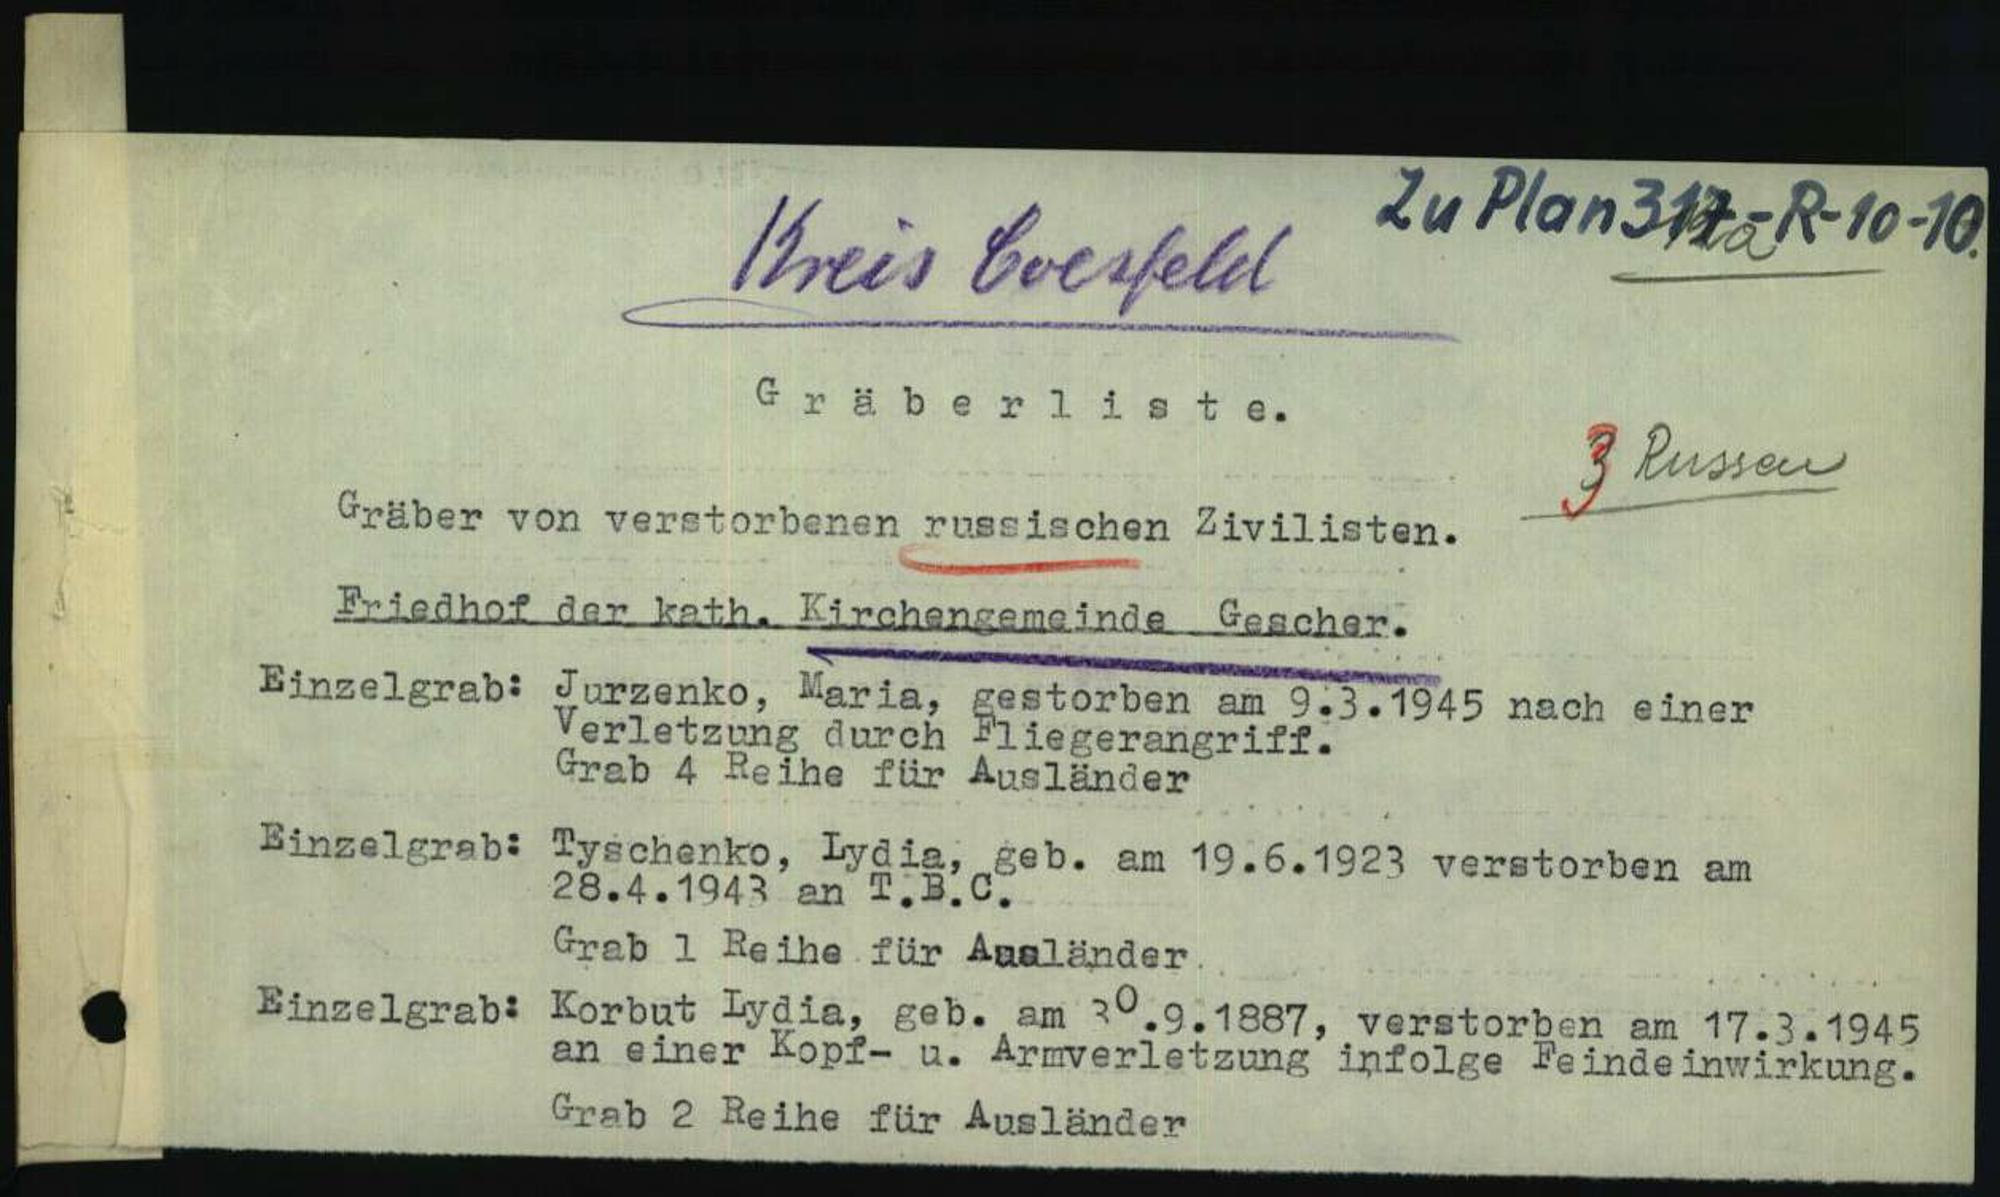 Zu Plan 317a-R-10-10.
Kreis Coesfeld
Gräberliste.
3 Russen
Gräber von verstorbenen russischen Zivilisten.
Friedhof der kath. Kirchengemeinde Gescher.
Einzelgrab: Jurzenko, Maria, gestorben am 9.3.1945 nach einer
Verletzung durch Fliegerangriff.
Grab 4 Reihe für Ausländer
Einzelgrab: Tyschenko, Lydia, geb. am 19.6.1923 verstorben am
28.4.1943 an T.B.C.
Grab 1 Reihe für Ausländer
Einzelgrab: Korbut Lydia, geb. am 30.9.1887, verstorben am 17.3.1945
an einer Kopf- u. Armverletzung infolge Feindeinwirkung.
Grab 2 Reihe für Ausländer